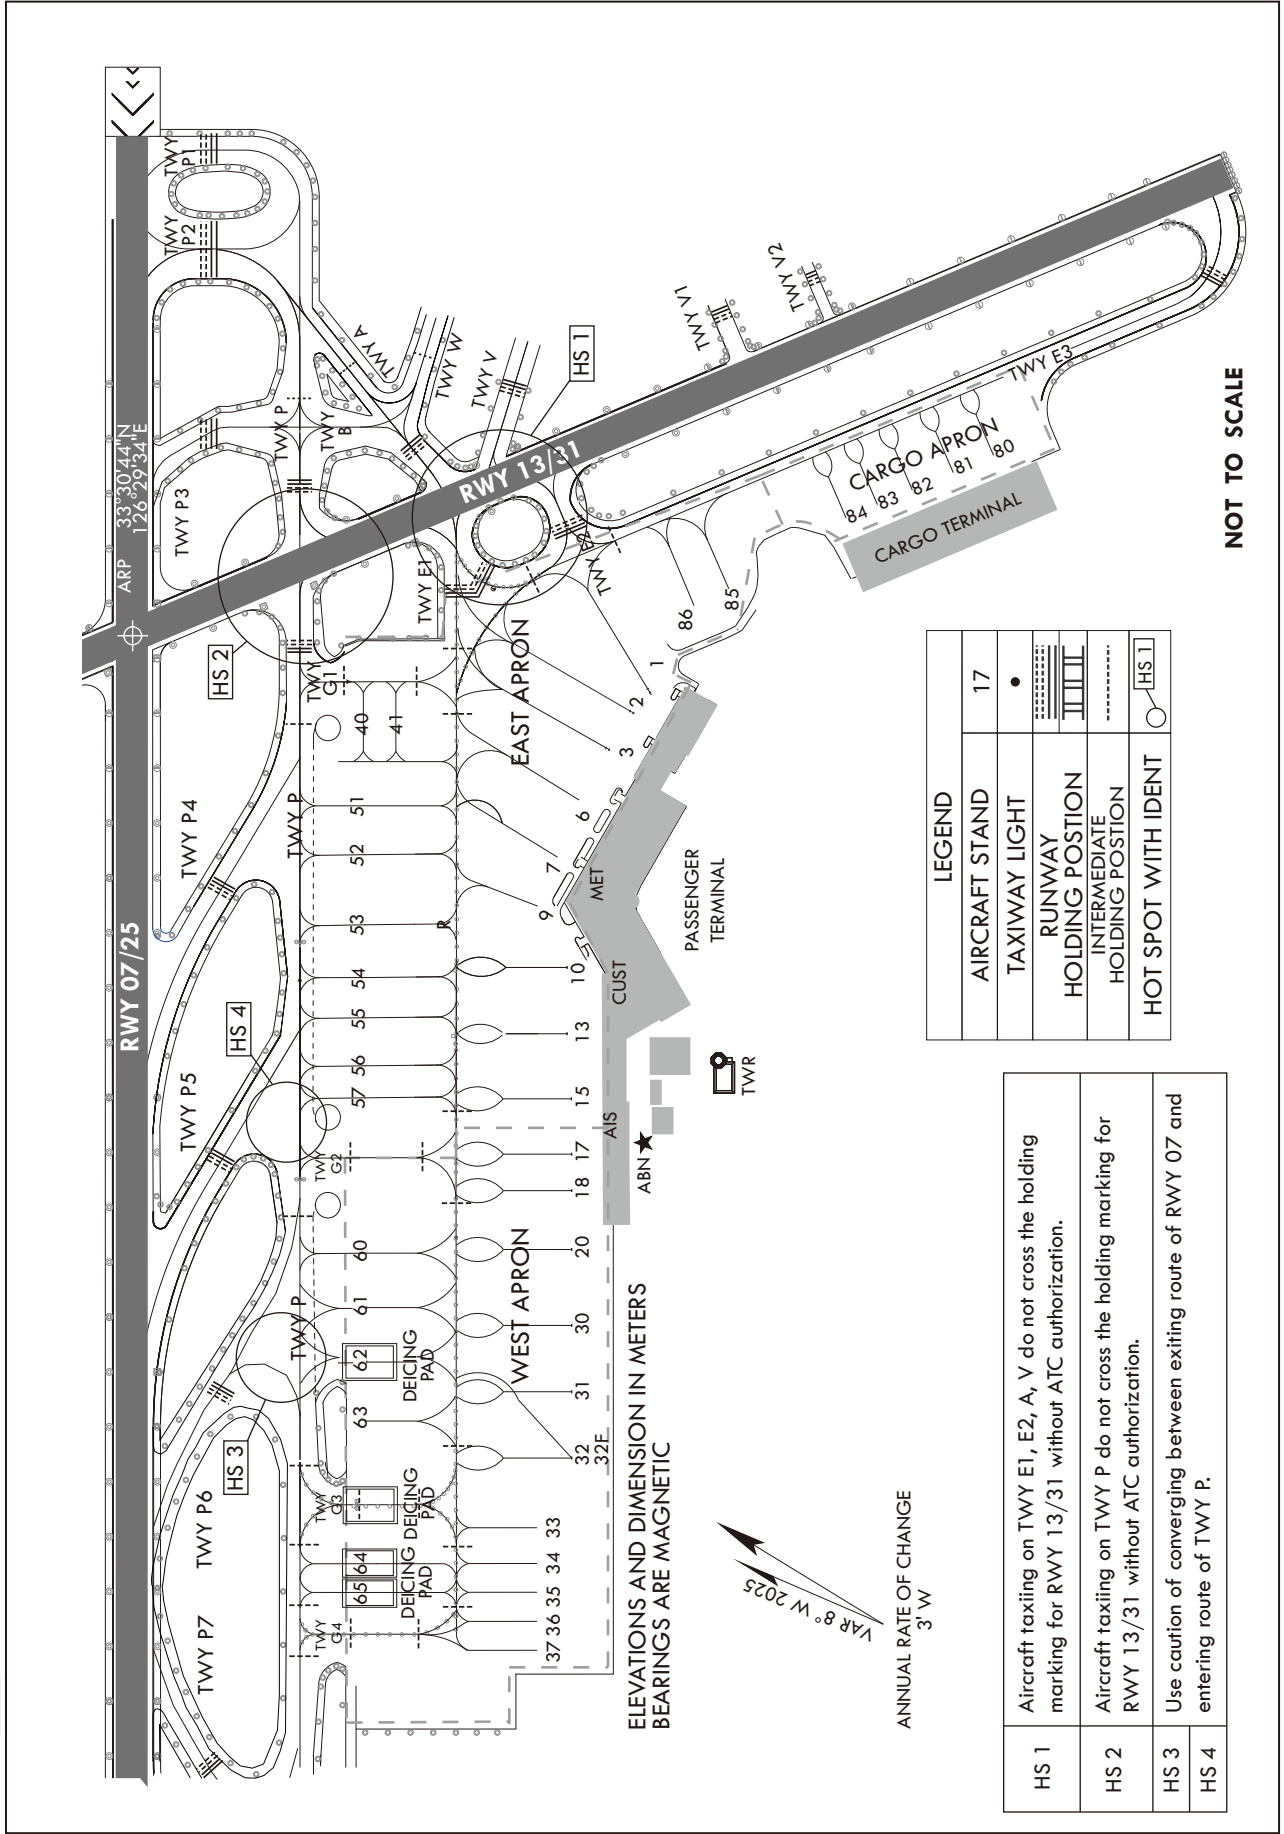 RWY 07/25
ARP
33°30'44"N
126°29'34"E
TWY P7
TWY P6
TWY P5
TWY P4
TWY P3
TWY
P2
TWY
P1
HS 3
HS 4
HS 2
HS 1
TWY P
TWY P
TWY P
TWY
G4
TWY
G3
TWY
G2
TWY
G1
TWY
B
TWY A
TWY W
TWY V
TWY V1
TWY V2
RWY 13/31
TWY E1
TWY E2
TWY E3
65
64
63
62
61
60
57
56
55
54
53
52
51
41
40
DEICING
PAD
DEICING
PAD
DEICING
PAD
R
WEST APRON
EAST APRON
37
36
35
34
33
32
32F
31
30
20
18
17
15
13
10
9
7
6
3
2
1
86
85
84
83
82
81
80
CARGO APRON
CARGO TERMINAL
AIS
CUST
MET
ABN
TWR
PASSENGER
TERMINAL
ELEVATIONS AND DIMENSION IN METERS
BEARINGS ARE MAGNETIC
VAR 8° W 2025
ANNUAL RATE OF CHANGE
3' W
LEGEND
AIRCRAFT STAND 17
TAXIWAY LIGHT
RUNWAY
HOLDING POSTION
INTERMEDIATE
HOLDING POSTION
HOT SPOT WITH IDENT HS 1
NOT TO SCALE
HS 1 Aircraft taxiing on TWY E1, E2, A, V do not cross the holding
marking for RWY 13/31 without ATC authorization.
HS 2 Aircraft taxiing on TWY P do not cross the holding marking for
RWY 13/31 without ATC authorization.
HS 3 Use caution of converging between exiting route of RWY 07 and
HS 4 entering route of TWY P.